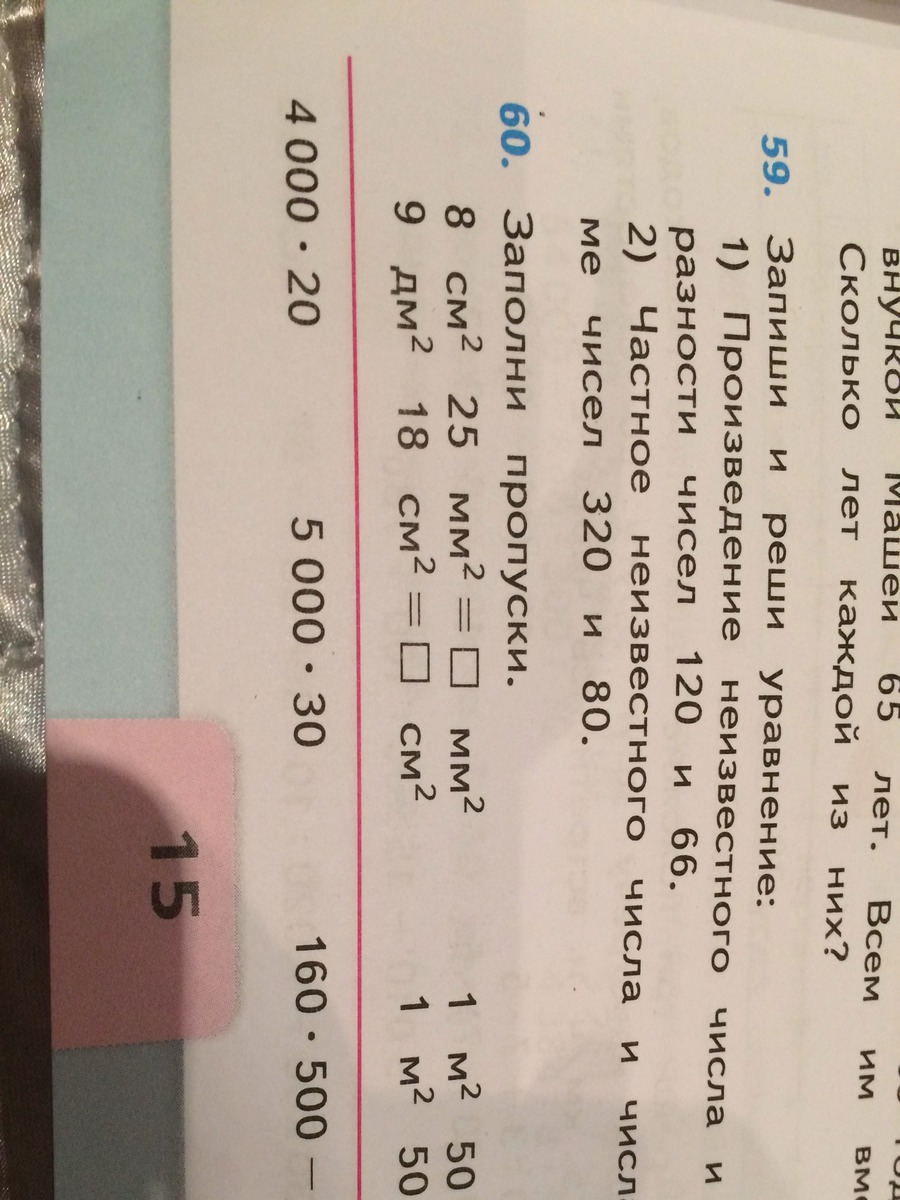 внучкой Машей 65 лет. Всем им
Сколько лет каждой из них?
59. Запиши и реши уравнение:
1) Произведение неизвестного числа и
разности чисел 120 и 66.
2) Частное неизвестного числа и
ме чисел 320 и 80.
60. Заполни пропуски.
8 см² 25 мм² = □ мм² 1 м² 50
9 дм² 18 см² = □ см² 1 м² 50
4 000 · 20 5 000 · 30 160 · 500 –
15